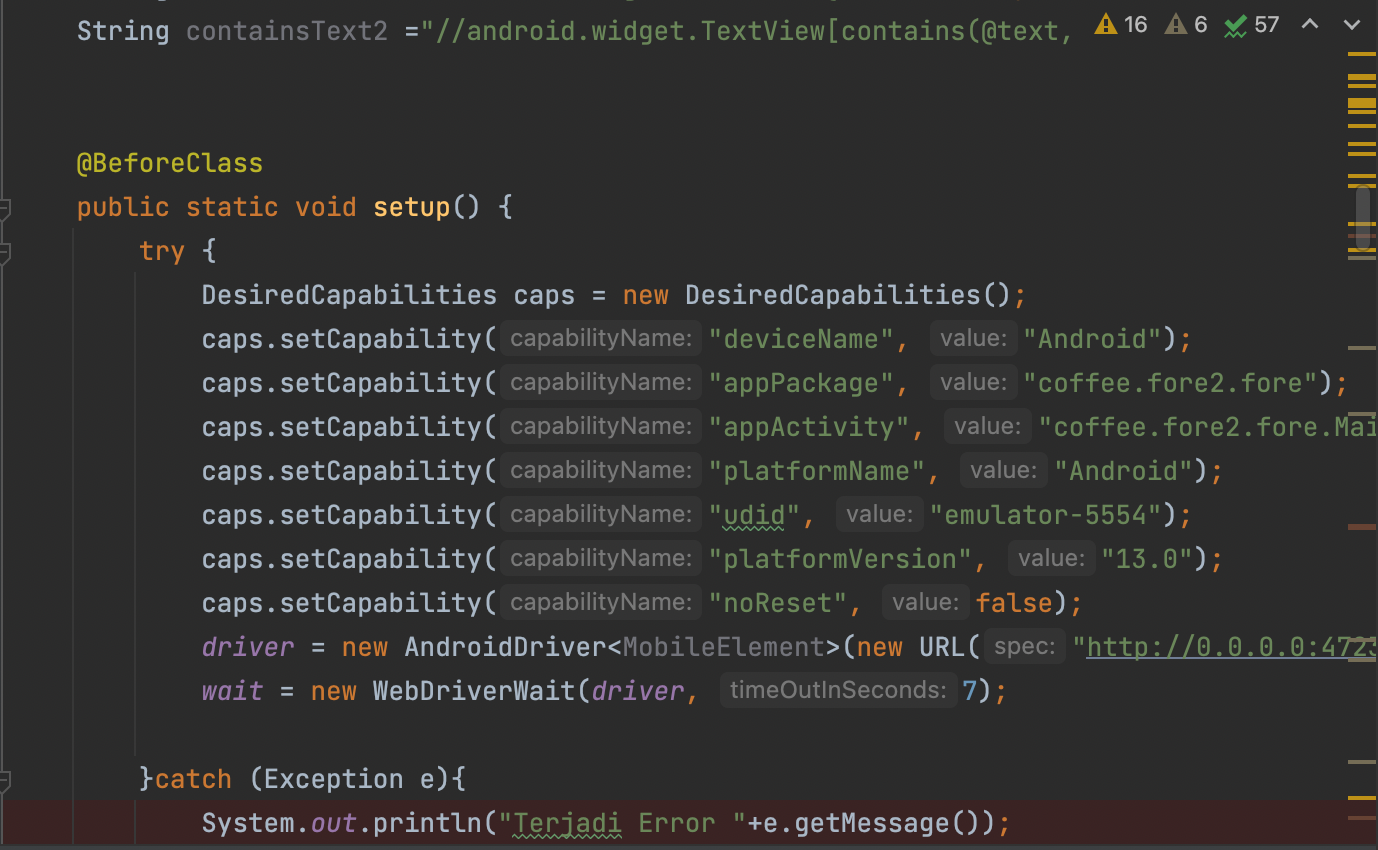 String containsText2 ="//android.widget.TextView[contains(@text, 16 6 57
@BeforeClass
public static void setup() {
try {
DesiredCapabilities caps = new DesiredCapabilities();
caps.setCapability( capabilityName: "deviceName", value: "Android");
caps.setCapability( capabilityName: "appPackage", value: "coffee.fore2.fore");
caps.setCapability( capabilityName: "appActivity", value: "coffee.fore2.fore.Mai
caps.setCapability( capabilityName: "platformName", value: "Android");
caps.setCapability( capabilityName: "udid", value: "emulator-5554");
caps.setCapability( capabilityName: "platformVersion", value: "13.0");
caps.setCapability( capabilityName: "noReset", value: false);
driver = new AndroidDriver<MobileElement>(new URL( spec: "http://0.0.0.0:4723
wait = new WebDriverWait(driver, timeOutInSeconds: 7);
}catch (Exception e){
System.out.println("Terjadi Error "+e.getMessage());